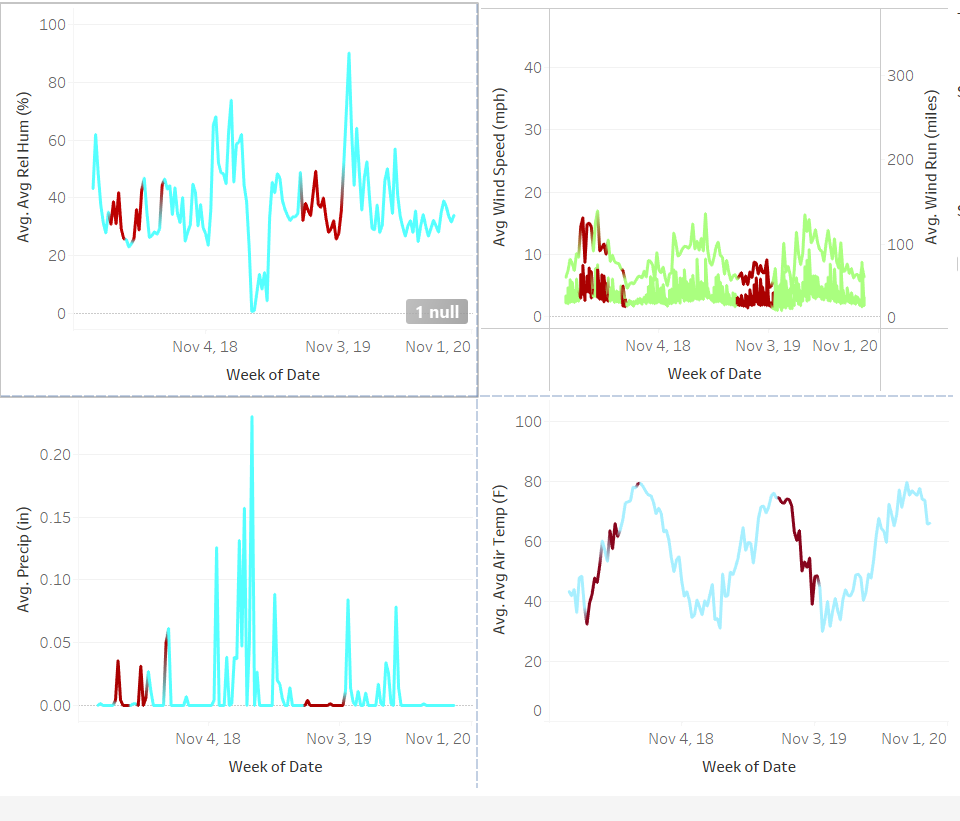 Avg. Avg Rel Hum (%)
100
80
60
40
20
0
1 null
Nov 4, 18
Nov 3, 19
Nov 1, 20
Week of Date
Avg Wind Speed (mph)
40
30
20
10
0
Avg. Wind Run (miles)
300
200
100
0
Nov 4, 18
Nov 3, 19
Nov 1, 20
Week of Date
Avg. Precip (in)
0.20
0.15
0.10
0.05
0.00
Nov 4, 18
Nov 3, 19
Nov 1, 20
Week of Date
Avg. Avg Air Temp (F)
100
80
60
40
20
0
Nov 4, 18
Nov 3, 19
Nov 1, 20
Week of Date